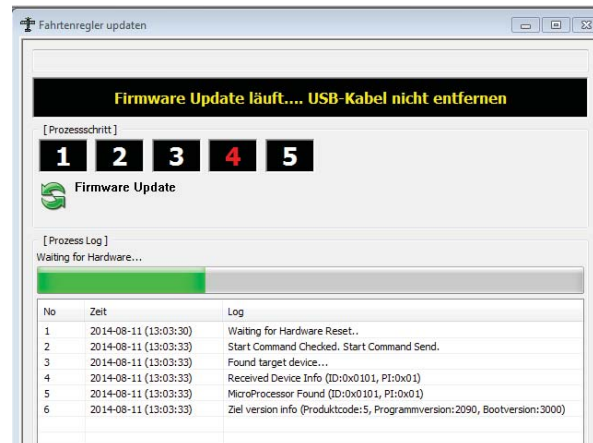 Fahrtenregler updaten
Firmware Update läuft.... USB-Kabel nicht entfernen
[ Prozessschritt ]
1 2 3 4 5
Firmware Update
[ Prozess Log ]
Waiting for Hardware...
No Zeit Log
1 2014-08-11 (13:03:30) Waiting for Hardware Reset..
2 2014-08-11 (13:03:33) Start Command Checked. Start Command Send.
3 2014-08-11 (13:03:33) Found target device...
4 2014-08-11 (13:03:33) Received Device Info (ID:0x0101, PI:0x01)
5 2014-08-11 (13:03:33) MicroProcessor Found (ID:0x0101, PI:0x01)
6 2014-08-11 (13:03:33) Ziel version info (Produktcode:5, Programmversion:2090, Bootversion:3000)